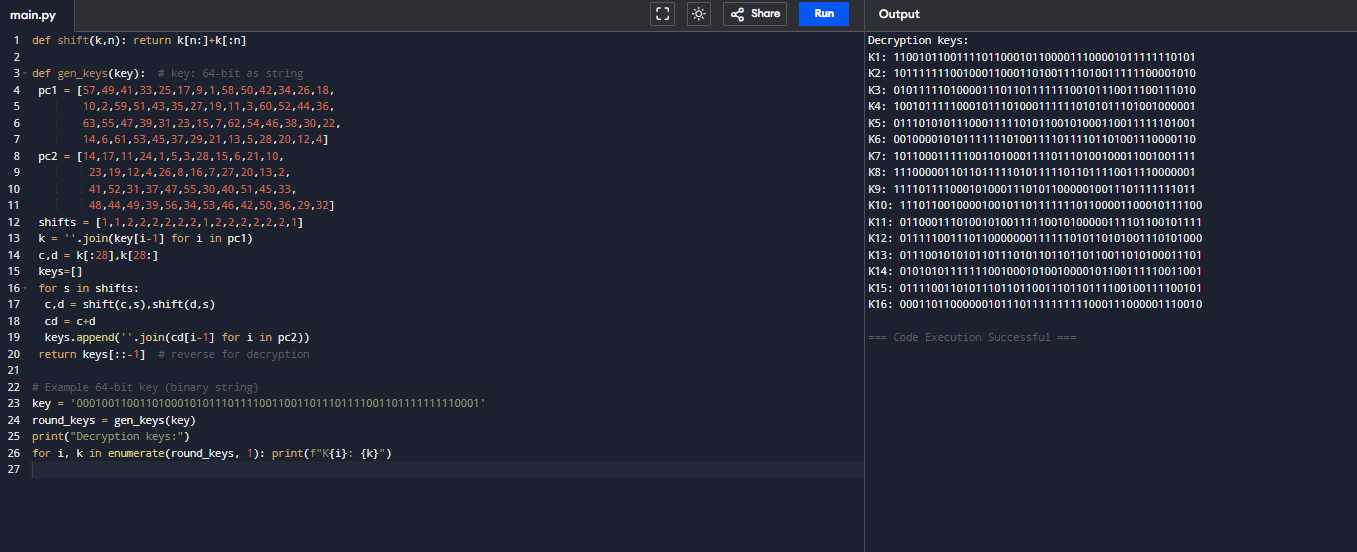 main.py
Share
Run
Output
1 def shift(k,n): return k[n:]+k[:n]
2
3 def gen_keys(key):  # key: 64-bit as string
4  pc1 = [57,49,41,33,25,17,9,1,58,50,42,34,26,18,
5        10,2,59,51,43,35,27,19,11,3,60,52,44,36,
6        63,55,47,39,31,23,15,7,62,54,46,38,30,22,
7        14,6,61,53,45,37,29,21,13,5,28,20,12,4]
8  pc2 = [14,17,11,24,1,5,3,28,15,6,21,10,
9         23,19,12,4,26,8,16,7,27,20,13,2,
10         41,52,31,37,47,55,30,40,51,45,33,
11         48,44,49,39,56,34,53,46,42,50,36,29,32]
12  shifts = [1,1,2,2,2,2,2,2,1,2,2,2,2,2,2,1]
13  k = ''.join(key[i-1] for i in pc1)
14  c,d = k[:28],k[28:]
15  keys=[]
16  for s in shifts:
17   c,d = shift(c,s),shift(d,s)
18   cd = c+d
19   keys.append(''.join(cd[i-1] for i in pc2))
20  return keys[::-1]  # reverse for decryption
21
22 # Example 64-bit key (binary string)
23 key = '0001001100110100010101110111100110011011101111001101111111110001'
24 round_keys = gen_keys(key)
25 print("Decryption keys:")
26 for i, k in enumerate(round_keys, 1): print(f"K{i}: {k}")
27
Decryption keys:
K1: 110010110011110110001011000011100001011111110101
K2: 101111111001000110001101001111010011111100001010
K3: 010111110100001110110111111100101110011100111010
K4: 100101111100010111010001111110101011101001000001
K5: 011101010111000111110101100101000110011111101001
K6: 001000010101111111010011110111101101001110000110
K7: 101100011111001101000111101110100100011001001111
K8: 111000001101101111101011111011011110011110000001
K9: 111101111000101000111010110000010011101111111011
K10: 111011001000010010110111111101100001100010111100
K11: 011000111010010100111110010100000111101100101111
K12: 011111001110110000000111111010110101001110101000
K13: 011100101010110111010110110110110011010100011101
K14: 010101011111110010001010010000101100111110011001
K15: 011110011010111011011001110110111100100111100101
K16: 000110110000001011101111111111000111000001110010
=== Code Execution Successful ===